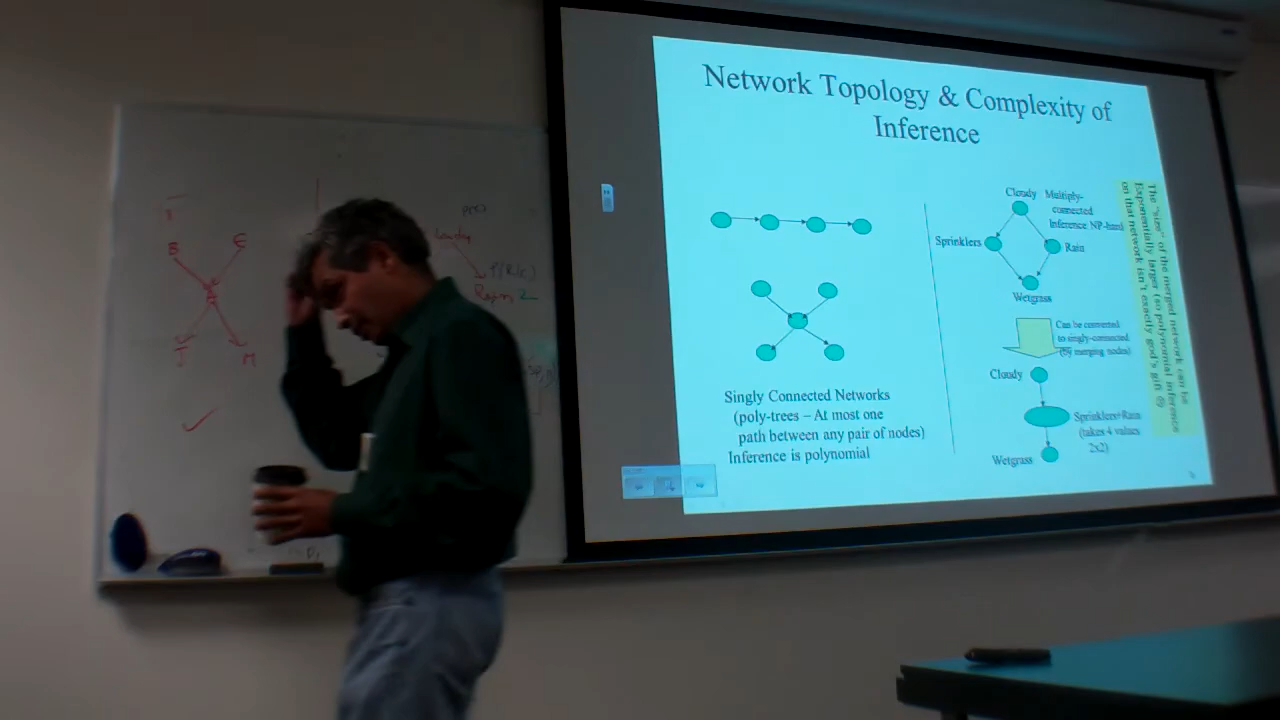 Network Topology & Complexity of
Inference
Singly Connected Networks
(poly-trees – At most one
path between any pair of nodes)
Inference is polynomial
Cloudy
Multiply-
connected
Inference NP-hard
Sprinklers
Rain
Wetgrass
Can be converted
to singly-connected
(by merging nodes)
Cloudy
Sprinklers+Rain
(takes 4 values
2x2)
Wetgrass
The “size” of the merged network can be
Exponentially larger (so polynomial inference
on that network isn’t exactly god’s gift
B
E
A
J
M
P(R|C)